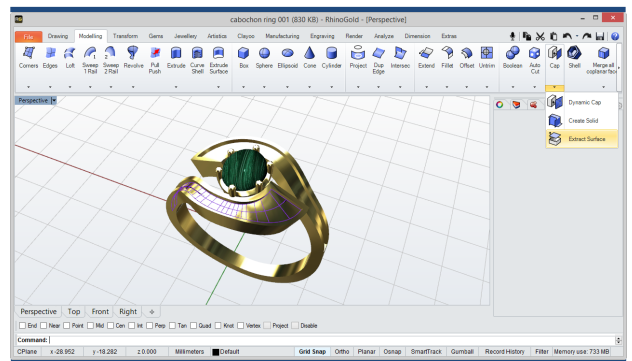 cabochon ring 001 (830 KB) - RhinoGold - [Perspective]
File Drawing Modelling Transform Gems Jewellery Artistics Clayoo Manufacturing Engraving Render Analyze Dimension Extras
Corners Edges Loft Sweep 1 Rail Sweep 2 Rail Revolve Pull Push Extrude Curve Shell Extrude Surface Box Sphere Ellipsoid Cone Cylinder Project Dup Edge Intersec Extend Fillet Offset Untrim Boolean Auto Cut Cap Shell Merge all coplanar fac
Perspective
Dynamic Cap
Create Solid
Extract Surface
Perspective Top Front Right +
End Near Point Mid Cen Int Perp Tan Quad Knot Vertex Project Disable
Command:
CPlane x -28.952 y -18.282 z 0.000 Millimeters Default Grid Snap Ortho Planar Osnap SmartTrack Gumball Record History Filter Memory use: 733 MB